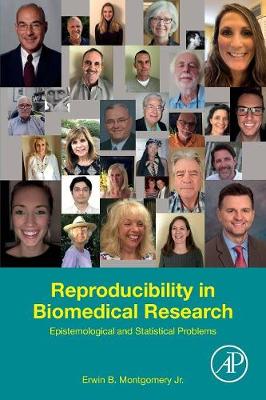 Reproducibility in
Biomedical Research
Epistemological and Statistical Problems
Erwin B. Montgomery Jr.
AP